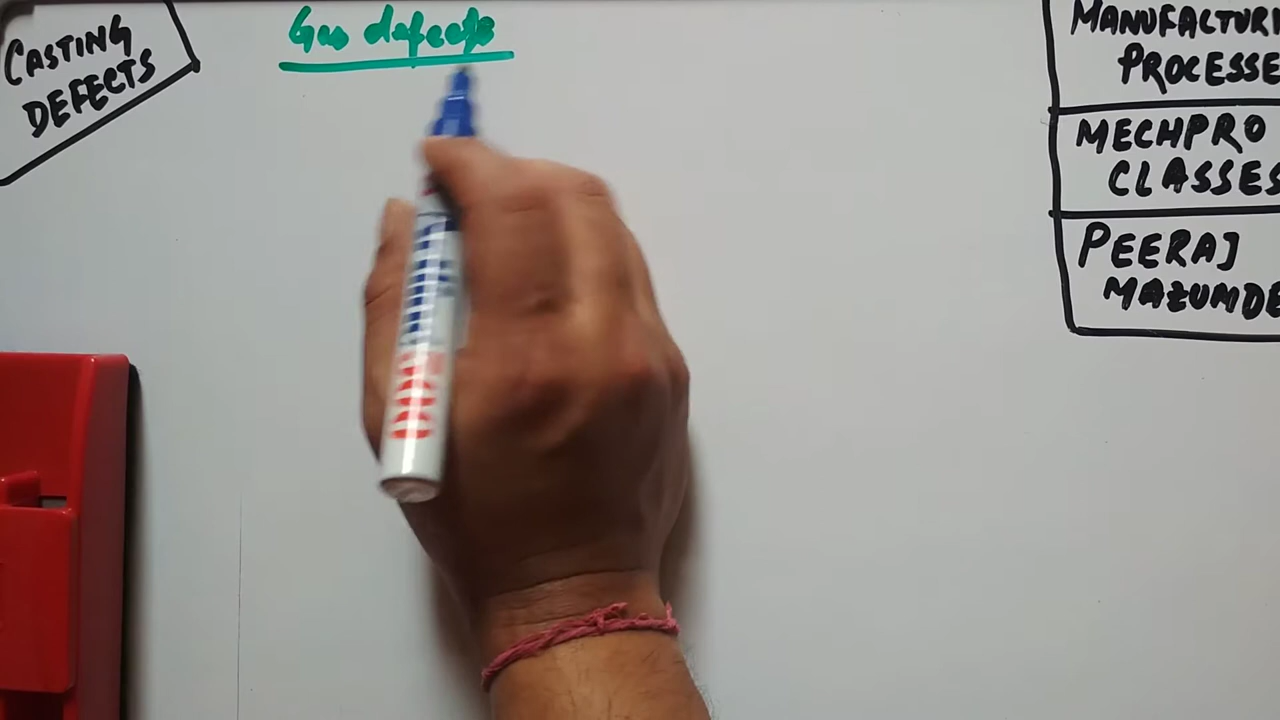 CASTING
DEFECTS
Gas defects
MANUFACTURI
PROCESSE
MECHPRO
CLASSES
PEERAJ
MAZUMDE